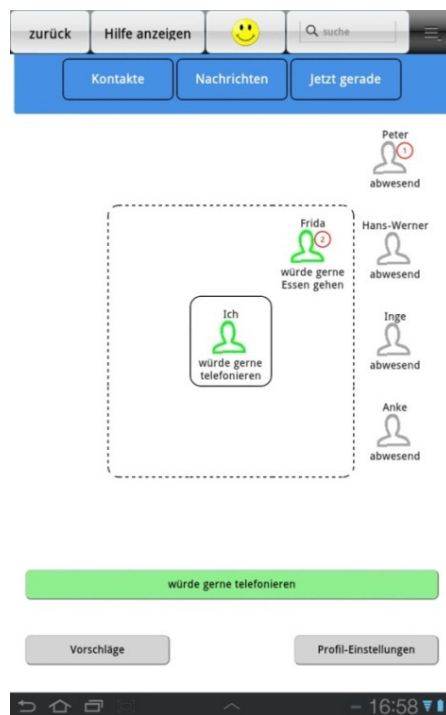 zurück
Hilfe anzeigen
suche
Kontakte
Nachrichten
Jetzt gerade
Peter
1
abwesend
Frida
2
würde gerne
Essen gehen
Hans-Werner
abwesend
Ich
würde gerne
telefonieren
Inge
abwesend
Anke
abwesend
würde gerne telefonieren
Vorschläge
Profil-Einstellungen
16:58